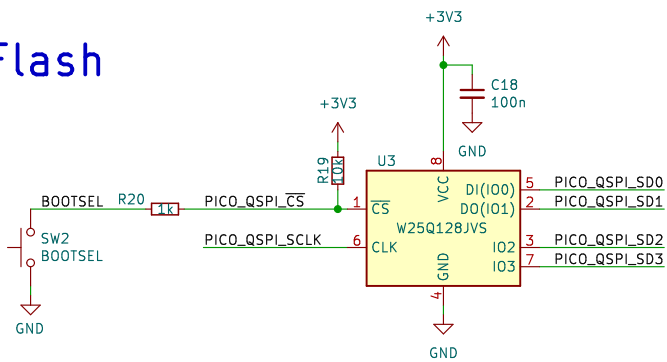 Flash
+3V3
C18
100n
GND
+3V3
R19
10k
U3
8
VCC
BOOTSEL
R20
1k
PICO_QSPI_CS
1
CS
DI(IO0)
5
PICO_QSPI_SD0
DO(IO1)
2
PICO_QSPI_SD1
W25Q128JVS
PICO_QSPI_SCLK
6
CLK
IO2
3
PICO_QSPI_SD2
IO3
7
PICO_QSPI_SD3
GND
4
GND
SW2
BOOTSEL
GND